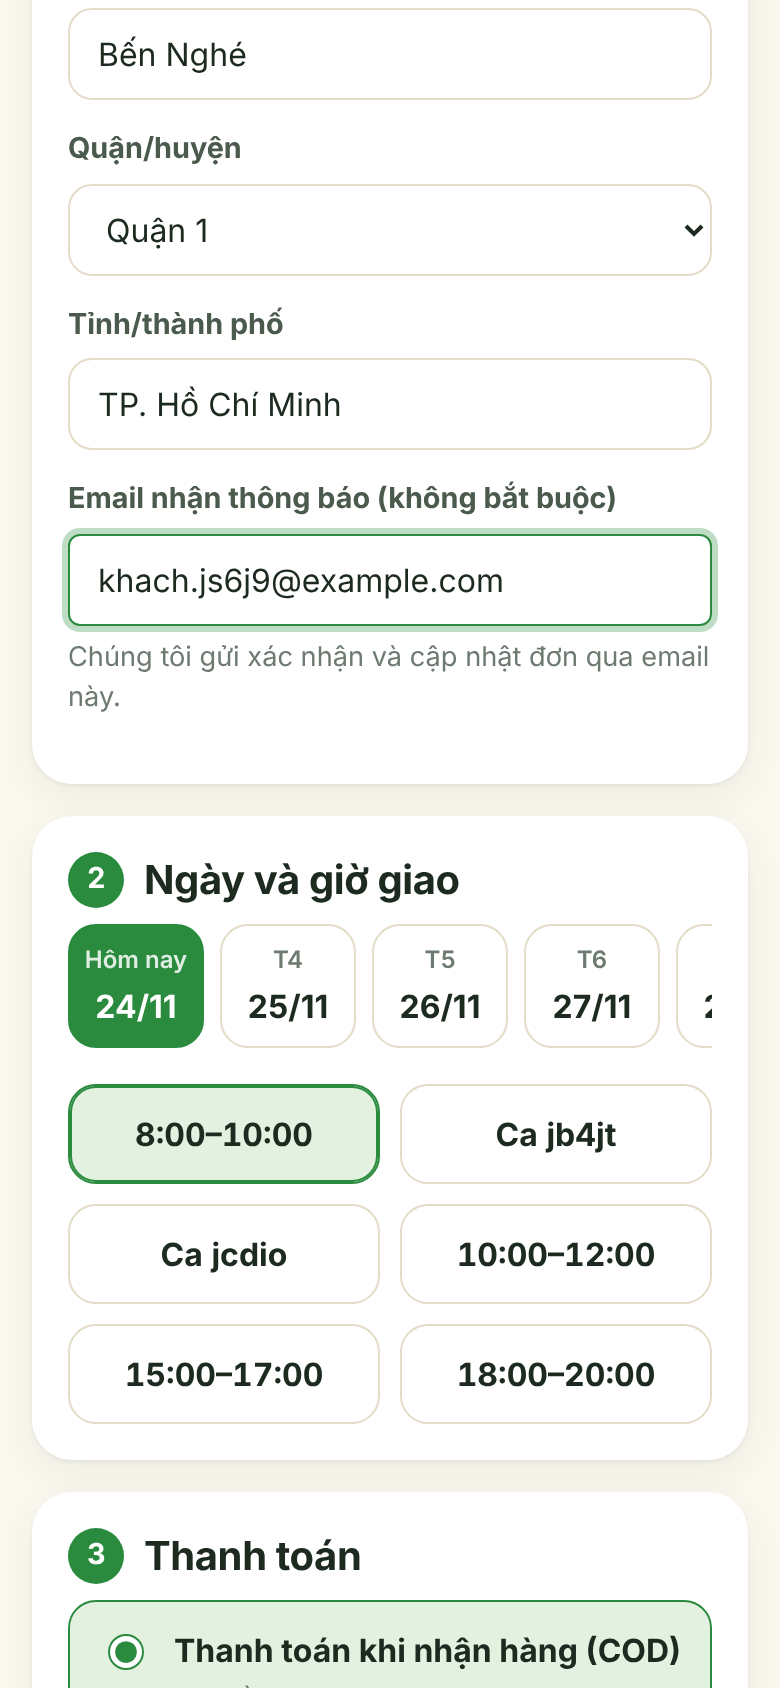 Bến Nghé
Quận/huyện
Quận 1
Tỉnh/thành phố
TP. Hồ Chí Minh
Email nhận thông báo (không bắt buộc)
khach.js6j9@example.com
Chúng tôi gửi xác nhận và cập nhật đơn qua email
này.
2 Ngày và giờ giao
Hôm nay T4 T5 T6
24/11 25/11 26/11 27/11
8:00–10:00 Ca jb4jt
Ca jcdio 10:00–12:00
15:00–17:00 18:00–20:00
3 Thanh toán
Thanh toán khi nhận hàng (COD)